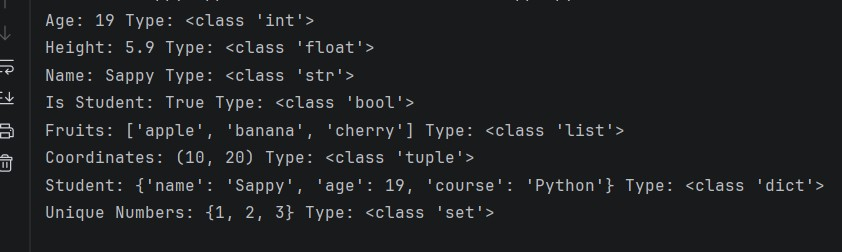 Age: 19 Type: <class 'int'>
Height: 5.9 Type: <class 'float'>
Name: Sappy Type: <class 'str'>
Is Student: True Type: <class 'bool'>
Fruits: ['apple', 'banana', 'cherry'] Type: <class 'list'>
Coordinates: (10, 20) Type: <class 'tuple'>
Student: {'name': 'Sappy', 'age': 19, 'course': 'Python'} Type: <class 'dict'>
Unique Numbers: {1, 2, 3} Type: <class 'set'>